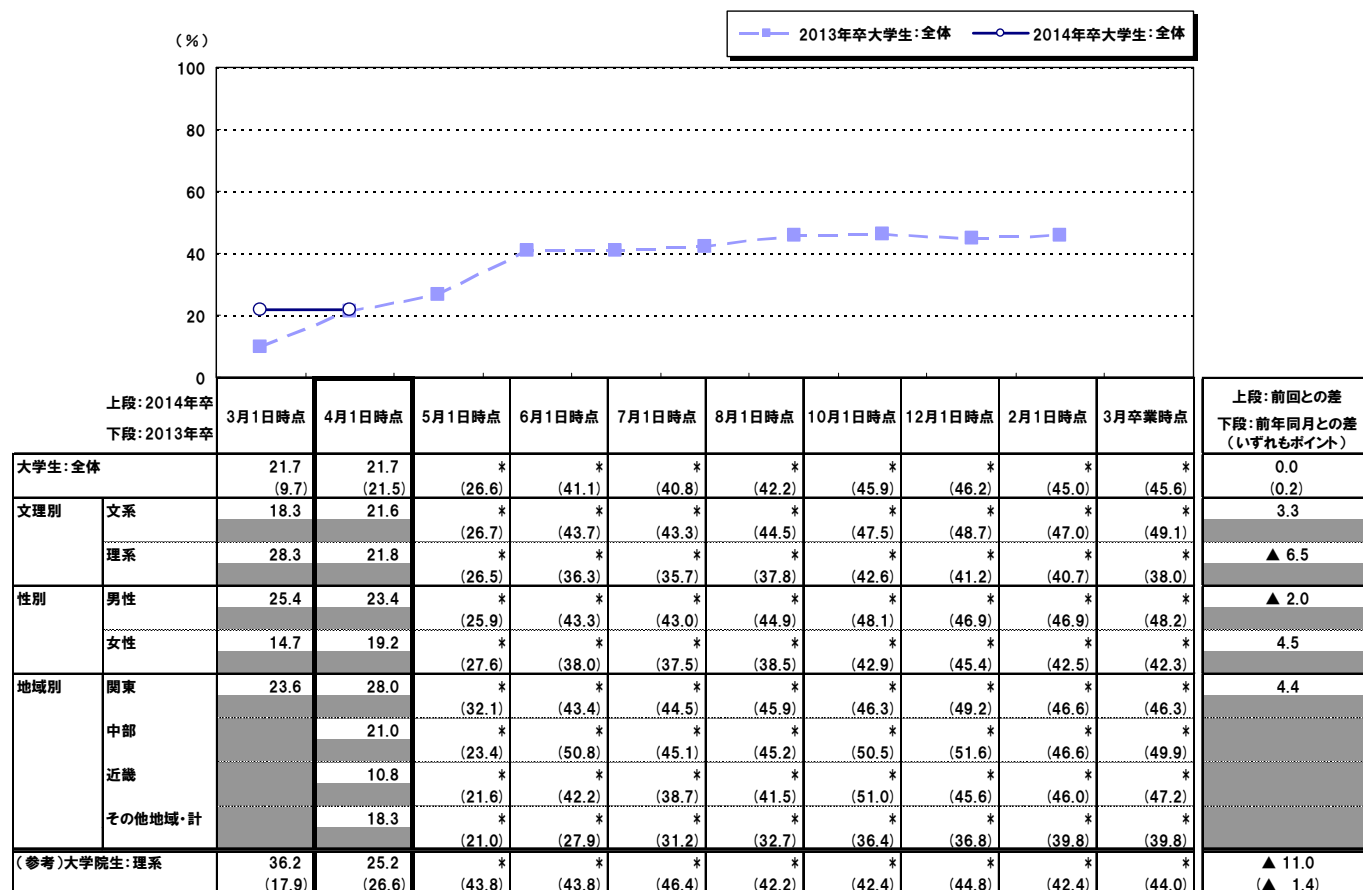 2013年卒大学生：全体 2014年卒大学生：全体
（％）
100
80
60
40
20
0
上段：2014年卒
下段：2013年卒
3月1日時点 4月1日時点 5月1日時点 6月1日時点 7月1日時点 8月1日時点 10月1日時点 12月1日時点 2月1日時点 3月卒業時点
上段：前回との差
下段：前年同月との差
（いずれもポイント）
大学生：全体 21.7 21.7 * * * * * * * * 0.0
(9.7) (21.5) (26.6) (41.1) (40.8) (42.2) (45.9) (46.2) (45.0) (45.6) (0.2)
文理別 文系 18.3 21.6 * * * * * * * * 3.3
(26.7) (43.7) (43.3) (44.5) (47.5) (48.7) (47.0) (49.1)
理系 28.3 21.8 * * * * * * * * ▲ 6.5
(26.5) (36.3) (35.7) (37.8) (42.6) (41.2) (40.7) (38.0)
性別 男性 25.4 23.4 * * * * * * * * ▲ 2.0
(25.9) (43.3) (43.0) (44.9) (48.1) (46.9) (46.9) (48.2)
女性 14.7 19.2 * * * * * * * * 4.5
(27.6) (38.0) (37.5) (38.5) (42.9) (45.4) (42.5) (42.3)
地域別 関東 23.6 28.0 * * * * * * * * 4.4
(32.1) (43.4) (44.5) (45.9) (46.3) (49.2) (46.6) (46.3)
中部 21.0 * * * * * * * *
(23.4) (50.8) (45.1) (45.2) (50.5) (51.6) (46.6) (49.9)
近畿 10.8 * * * * * * * *
(21.6) (42.2) (38.7) (41.5) (51.0) (45.6) (46.0) (47.2)
その他地域・計 18.3 * * * * * * * *
(21.0) (27.9) (31.2) (32.7) (36.4) (36.8) (39.8) (39.8)
（参考）大学院生：理系 36.2 25.2 * * * * * * * * ▲ 11.0
(17.9) (26.6) (43.8) (43.8) (46.4) (42.2) (42.4) (44.8) (42.4) (44.0) (▲ 1.4)